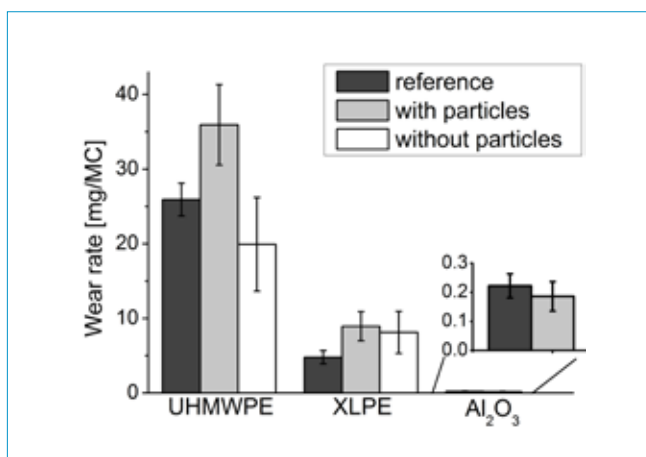 reference
with particles
without particles
Wear rate [mg/MC]
40
30
20
10
0
0.3
0.2
0.1
0.0
UHMWPE XLPE Al₂O₃